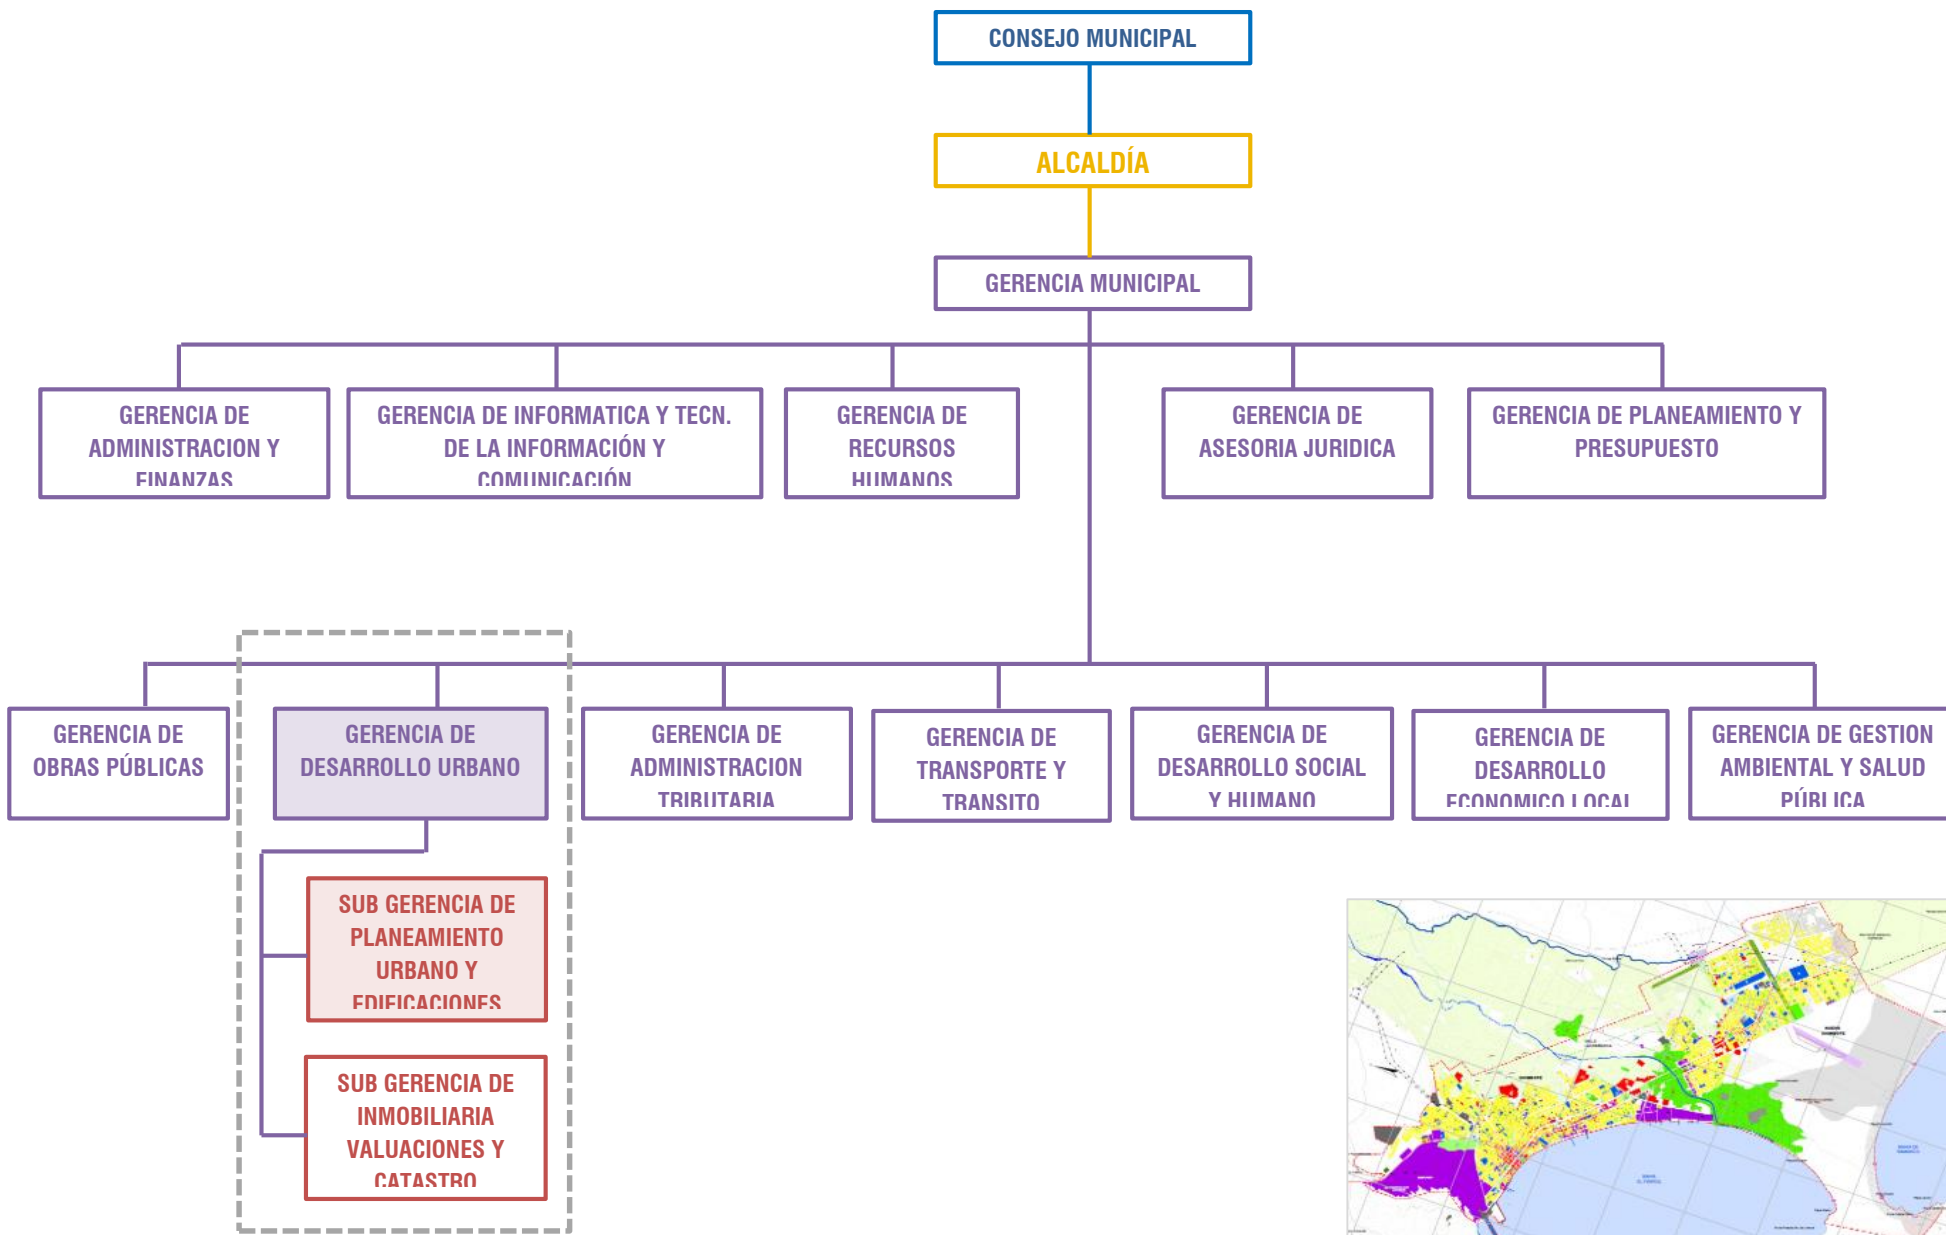 CONSEJO MUNICIPAL
ALCALDÍA
GERENCIA MUNICIPAL
GERENCIA DE
ADMINISTRACION Y
FINANZAS
GERENCIA DE INFORMATICA Y TECN.
DE LA INFORMACIÓN Y
COMUNICACIÓN
GERENCIA DE
RECURSOS
HUMANOS
GERENCIA DE
ASESORIA JURIDICA
GERENCIA DE PLANEAMIENTO Y
PRESUPUESTO
GERENCIA DE
OBRAS PÚBLICAS
GERENCIA DE
DESARROLLO URBANO
GERENCIA DE
ADMINISTRACION
TRIBUTARIA
GERENCIA DE
TRANSPORTE Y
TRANSITO
GERENCIA DE
DESARROLLO SOCIAL
Y HUMANO
GERENCIA DE
DESARROLLO
ECONOMICO LOCAL
GERENCIA DE GESTION
AMBIENTAL Y SALUD
PÚBLICA
SUB GERENCIA DE
PLANEAMIENTO
URBANO Y
EDIFICACIONES
SUB GERENCIA DE
INMOBILIARIA
VALUACIONES Y
CATASTRO